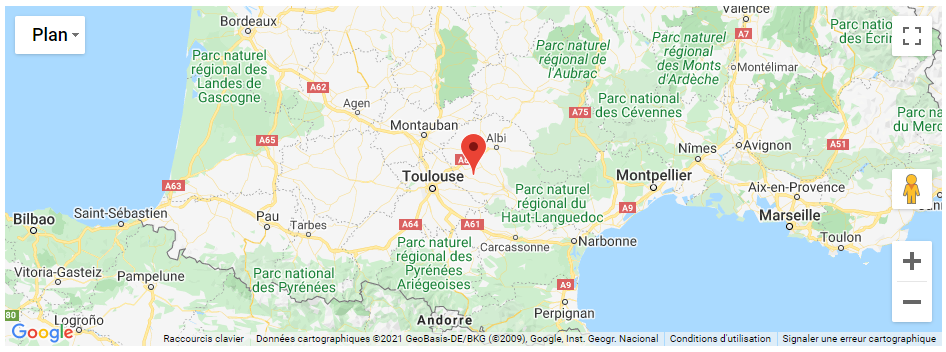 Plan
Bordeaux
Valence
Parc naturel
régional des
Landes de
Gascogne
Parc naturel
régional de
l'Aubrac
Parc naturel
régional
des Monts
d'Ardèche
Parc national
des Écrin
A7
Montélimar
A62
Agen
Parc national
des Cévennes
A75
Parc na
du Merc
Montauban
Albi
A65
A51
Nîmes
Avignon
A63
Toulouse
Montpellier
Aix-en-Provence
Parc naturel
régional du
Haut-Languedoc
A9
Marseille
Bilbao
Saint-Sébastien
Pau
Tarbes
A64
A61
Carcassonne
Narbonne
Toulon
Parc naturel
régional des
Pyrénées
Ariégeoises
Vitoria-Gasteiz
Pampelune
Parc national
des Pyrénées
A9
Perpignan
80
Logroño
Andorre
Google
Raccourcis clavier
Données cartographiques ©2021 GeoBasis-DE/BKG (©2009), Google, Inst. Geogr. Nacional
Conditions d'utilisation
Signaler une erreur cartographique